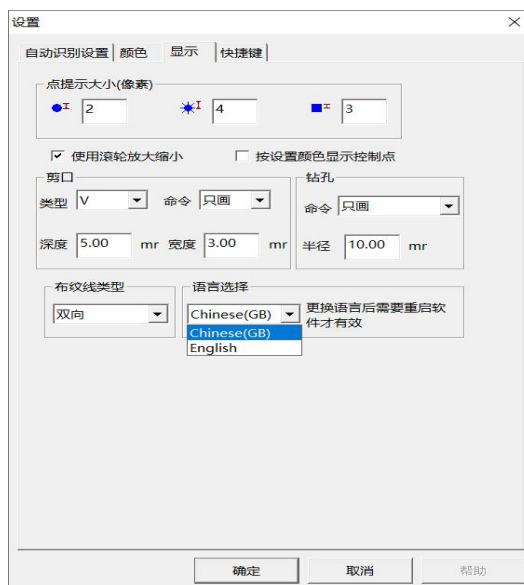 设置
自动识别设置 颜色 显示 快捷键
点提示大小(像素)
2 4 3
使用滚轮放大缩小 按设置颜色显示控制点
剪口 钻孔
类型 V 命令 只画 命令 只画
深度 5.00 mr 宽度 3.00 mr 半径 10.00 mr
布纹线类型 语言选择
双向 Chinese(GB) 更换语言后需要重启软
件才有效
Chinese(GB)
English
确定 取消 帮助